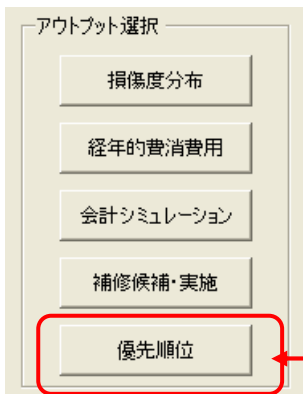 アウトプット選択
損傷度分布
経年的費消費用
会計シミュレーション
補修候補・実施
優先順位